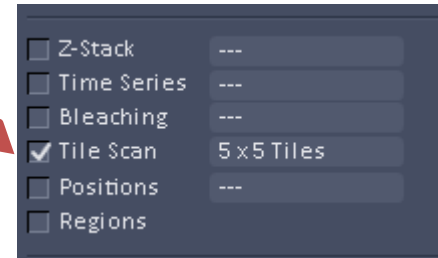 Z-Stack ---
Time Series ---
Bleaching ---
Tile Scan 5 x 5 Tiles
Positions ---
Regions